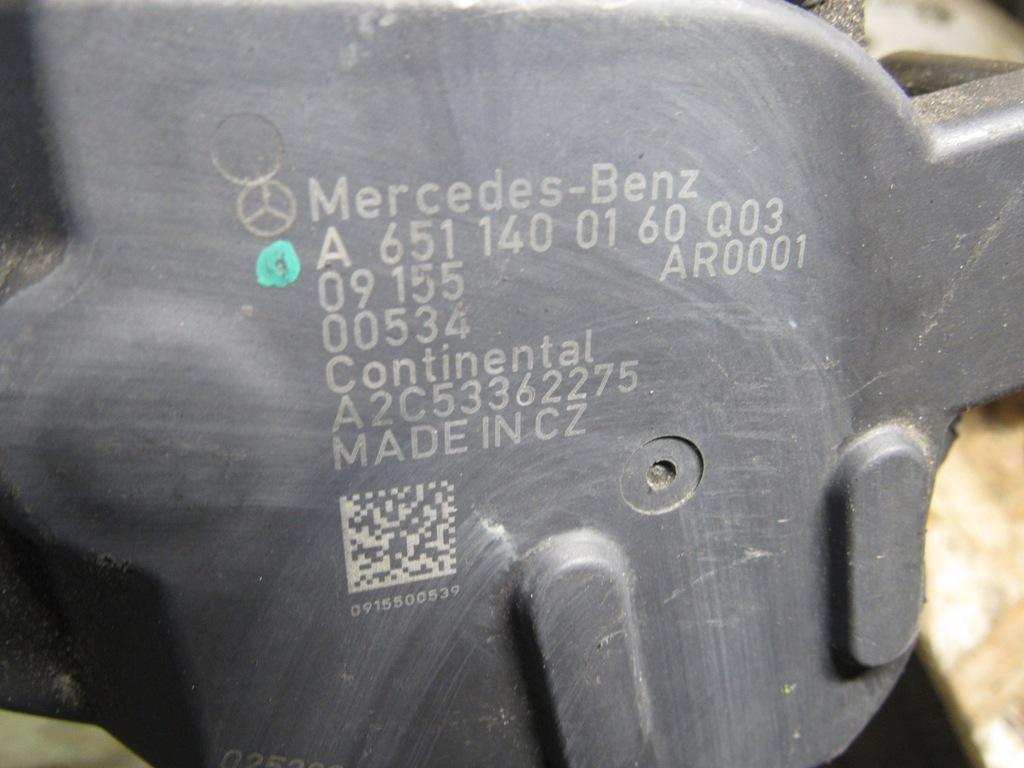 Mercedes-Benz
A 651 140 01 60 Q03
09 155 AR0001
00534
Continental
A2C53362275
MADE IN CZ
0915500539